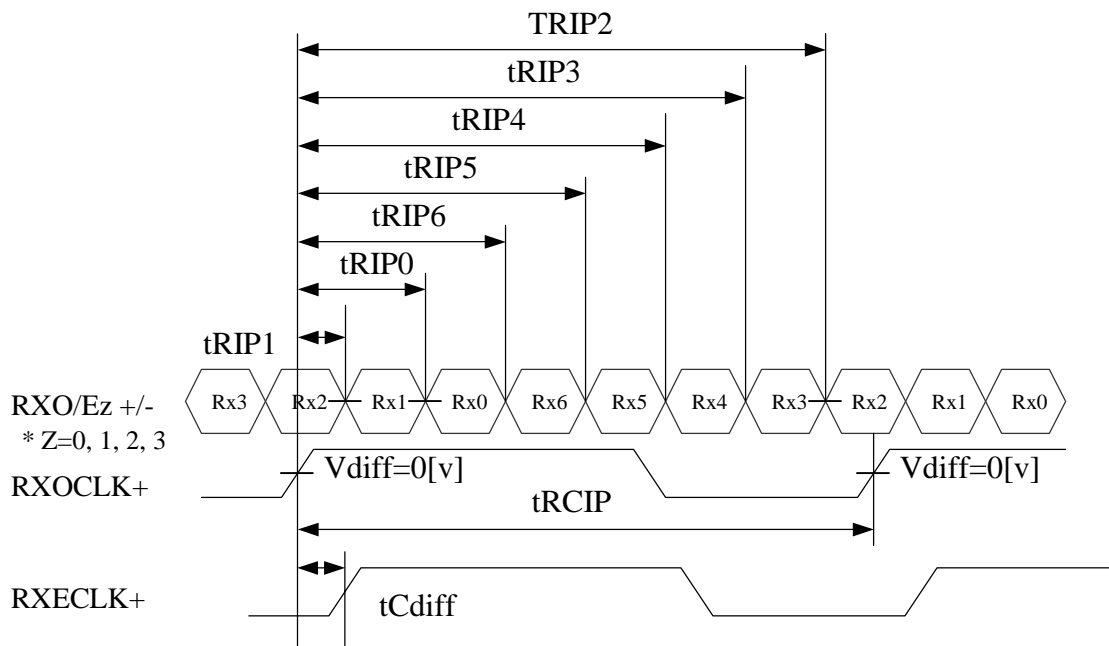 TRIP2
tRIP3
tRIP4
tRIP5
tRIP6
tRIP0
tRIP1
RXO/Ez +/- Rx3 Rx2 Rx1 Rx0 Rx6 Rx5 Rx4 Rx3 Rx2 Rx1 Rx0
* Z=0, 1, 2, 3
RXOCLK+ Vdiff=0[v] Vdiff=0[v]
tRCIP
RXECLK+ tCdiff